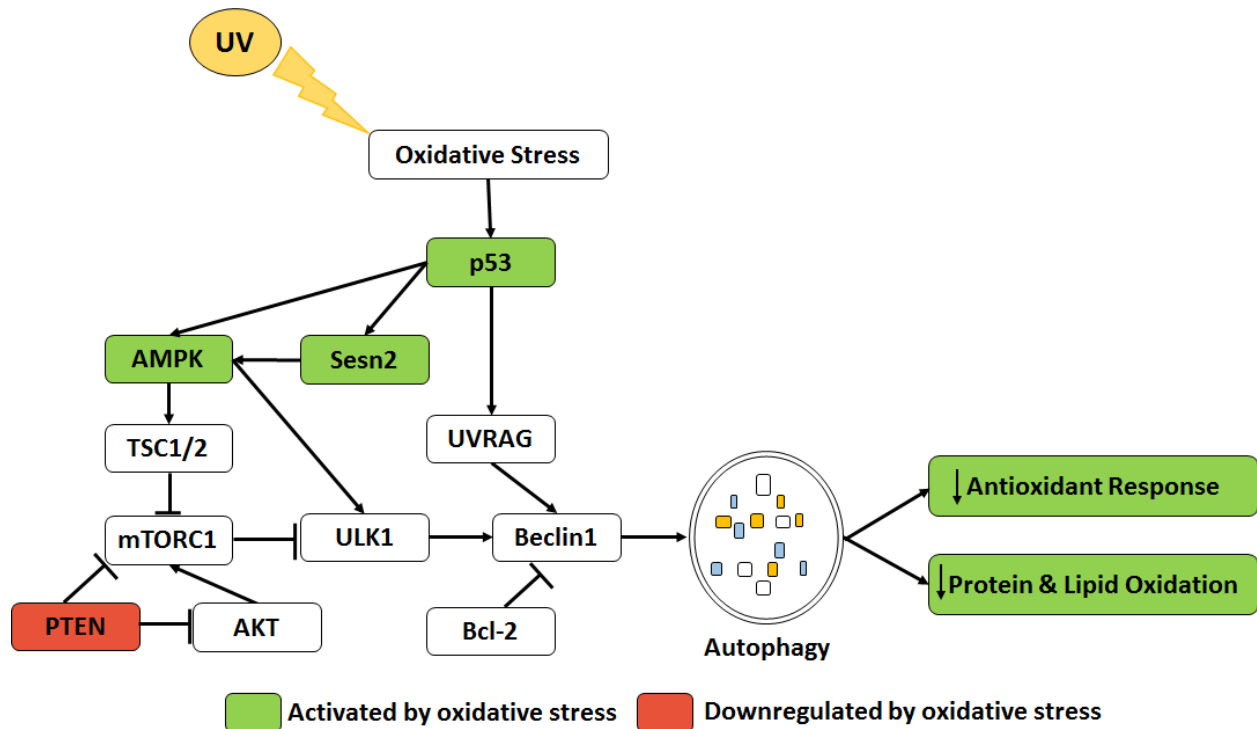 UV
Oxidative Stress
p53
AMPK
Sesn2
TSC1/2
UVRAG
mTORC1
ULK1
Beclin1
Antioxidant Response
Protein & Lipid Oxidation
PTEN
AKT
Bcl-2
Autophagy
Activated by oxidative stress
Downregulated by oxidative stress